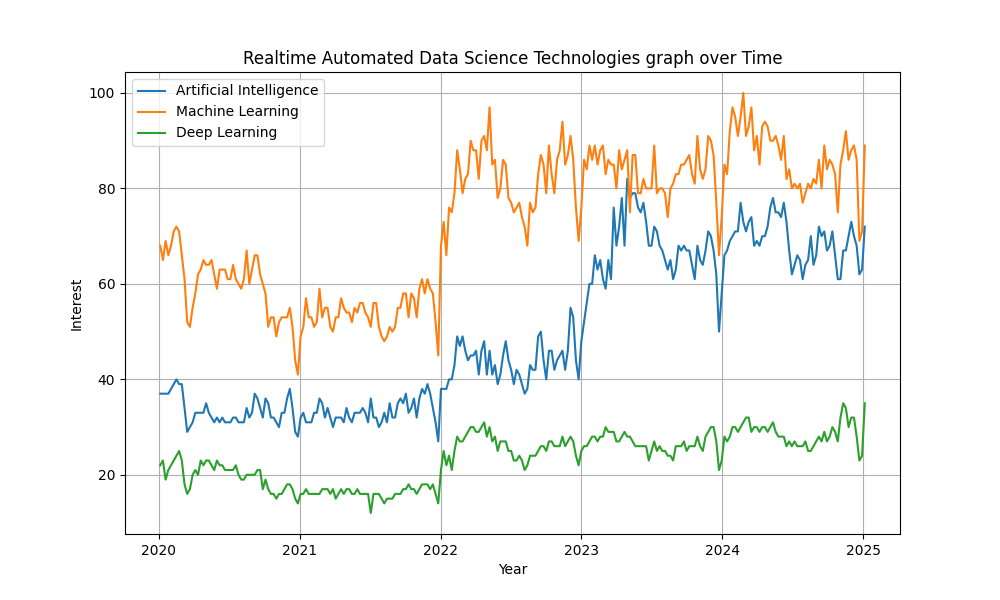 Realtime Automated Data Science Technologies graph over Time
Artificial Intelligence
Machine Learning
Deep Learning
100
80
60
40
20
Interest
2020 2021 2022 2023 2024 2025
Year